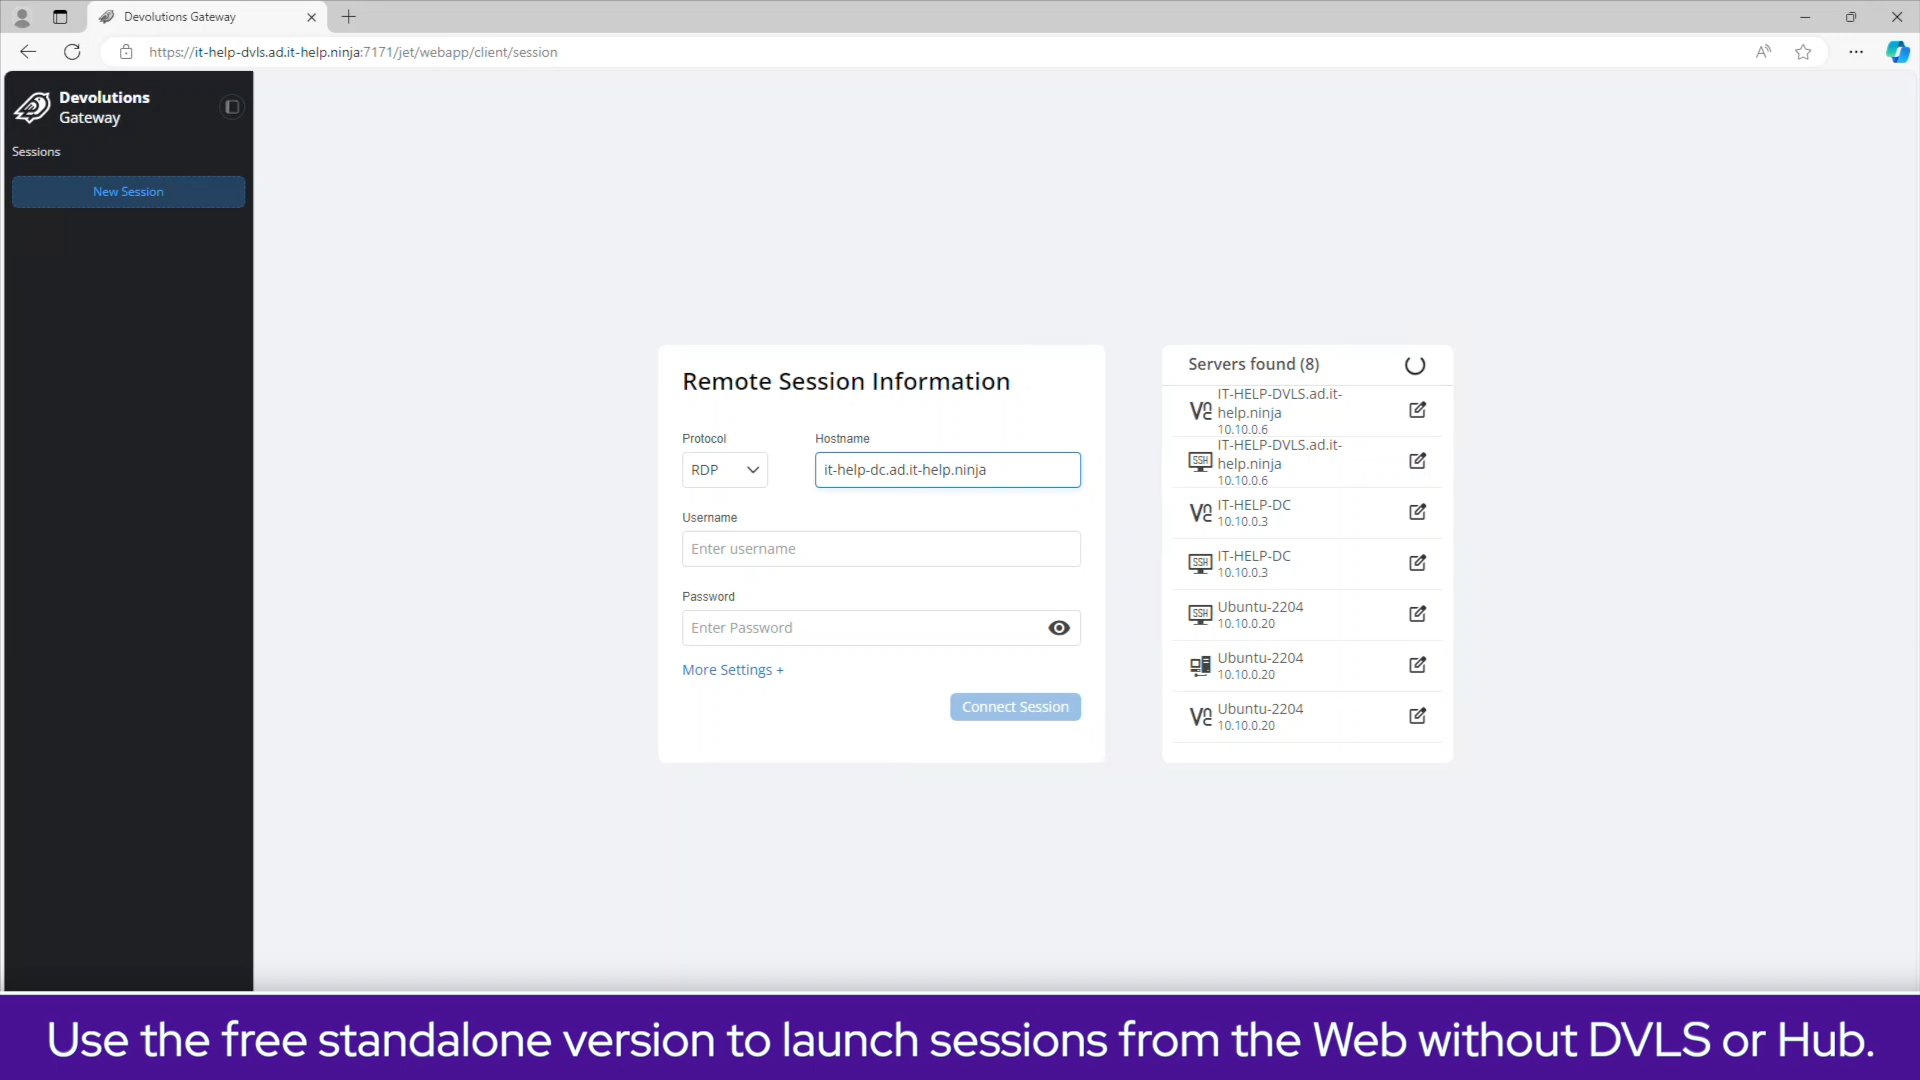 Devolutions Gateway
https://it-help-dvls.ad.it-help.ninja:7171/jet/webapp/client/session
Devolutions
Gateway
Sessions
New Session
Remote Session Information
Protocol
Hostname
RDP
it-help-dc.ad.it-help.ninja
Username
Enter username
Password
Enter Password
More Settings +
Connect Session
Servers found (8)
IT-HELP-DVLS.ad.it-
help.ninja
10.10.0.6
SSH
IT-HELP-DVLS.ad.it-
help.ninja
10.10.0.6
IT-HELP-DC
10.10.0.3
SSH
IT-HELP-DC
10.10.0.3
SSH
Ubuntu-2204
10.10.0.20
Ubuntu-2204
10.10.0.20
Ubuntu-2204
10.10.0.20
Use the free standalone version to launch sessions from the Web without DVLS or Hub.